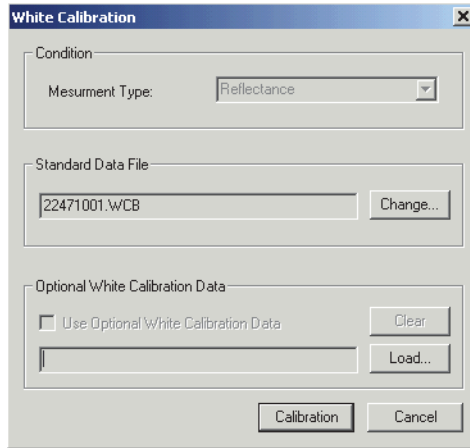 White Calibration
Condition
Mesurment Type:
Reflectance
Standard Data File
22471001.WCB
Change...
Optional White Calibration Data
Use Optional White Calibration Data
Clear
Load...
Calibration
Cancel